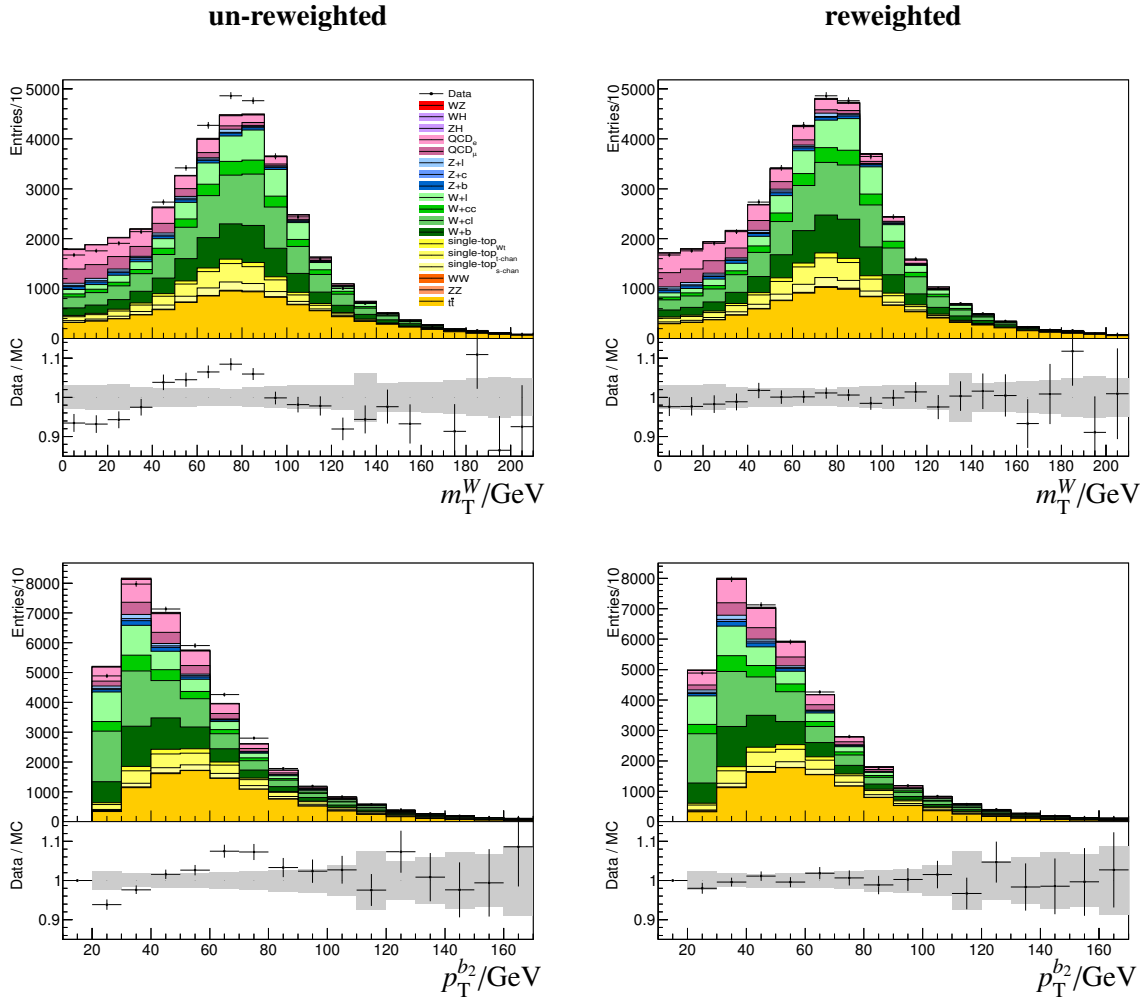 un-reweighted
reweighted
Entries/10
5000
4000
3000
2000
1000
0
Data
WZ
WH
ZH
QCD_e
QCD_μ
Z+l
Z+c
Z+b
W+l
W+cc
W+cl
W+b
single-top_Wt
single-top_t-chan
single-top_s-chan
WW
ZZ
tt̄
Data / MC
1.1
1
0.9
0 20 40 60 80 100 120 140 160 180 200
m_T^W/GeV
Entries/10
5000
4000
3000
2000
1000
0
Data / MC
1.1
1
0.9
0 20 40 60 80 100 120 140 160 180 200
m_T^W/GeV
Entries/10
8000
7000
6000
5000
4000
3000
2000
1000
0
Data / MC
1.1
1
0.9
20 40 60 80 100 120 140 160
p_T^{b_2}/GeV
Entries/10
8000
7000
6000
5000
4000
3000
2000
1000
0
Data / MC
1.1
1
0.9
20 40 60 80 100 120 140 160
p_T^{b_2}/GeV